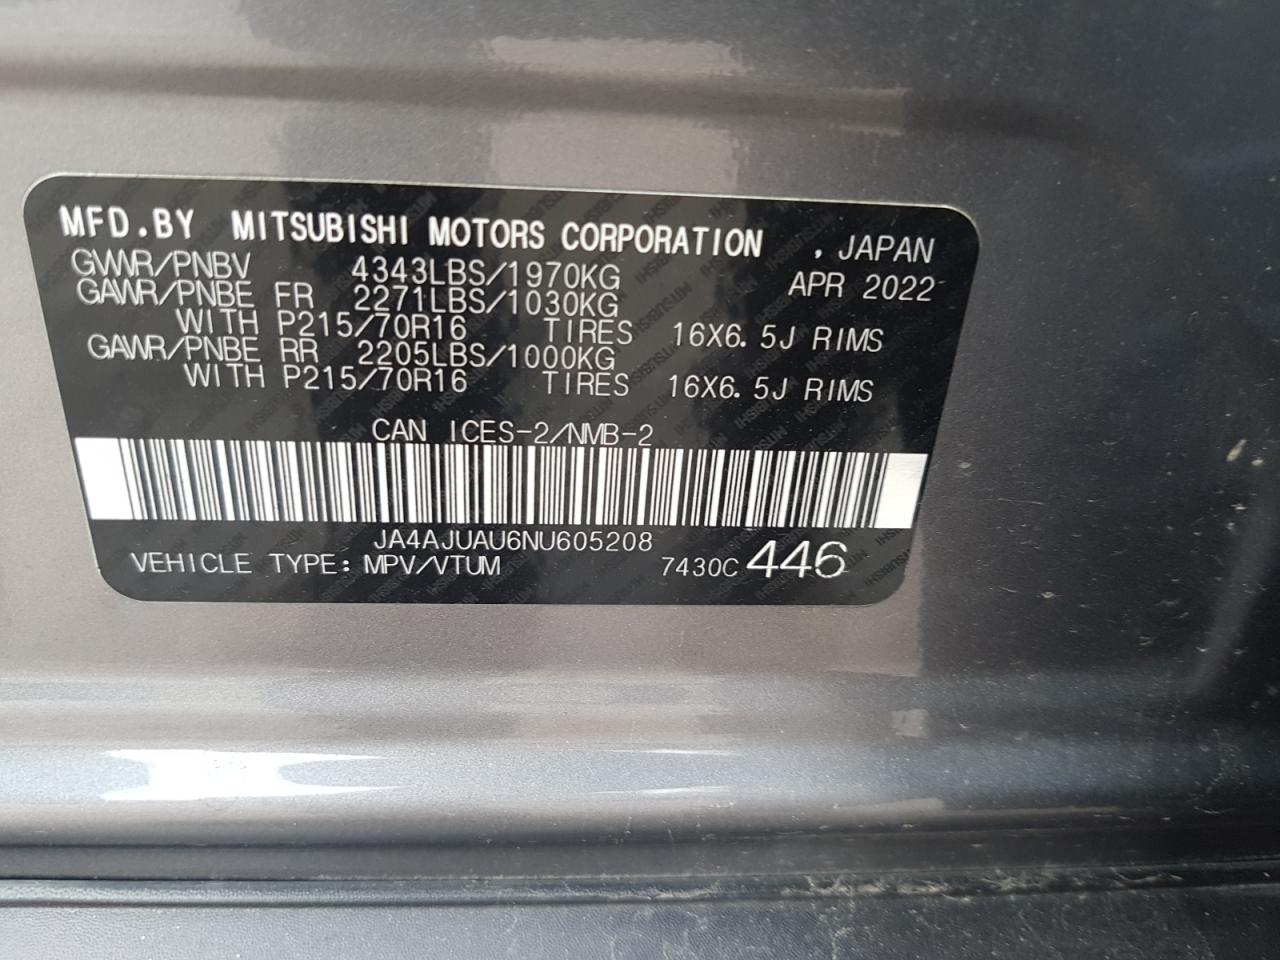 MFD.BY MITSUBISHI MOTORS CORPORATION , JAPAN
GVWR/PNBV 4343LBS/1970KG APR 2022
GAWR/PNBE FR 2271LBS/1030KG
WITH P215/70R16 TIRES 16X6.5J RIMS
GAWR/PNBE RR 2205LBS/1000KG
WITH P215/70R16 TIRES 16X6.5J RIMS
CAN ICES-2/NMB-2
JA4AJUAU6NU605208
VEHICLE TYPE: MPV/VTUM 7430C 446